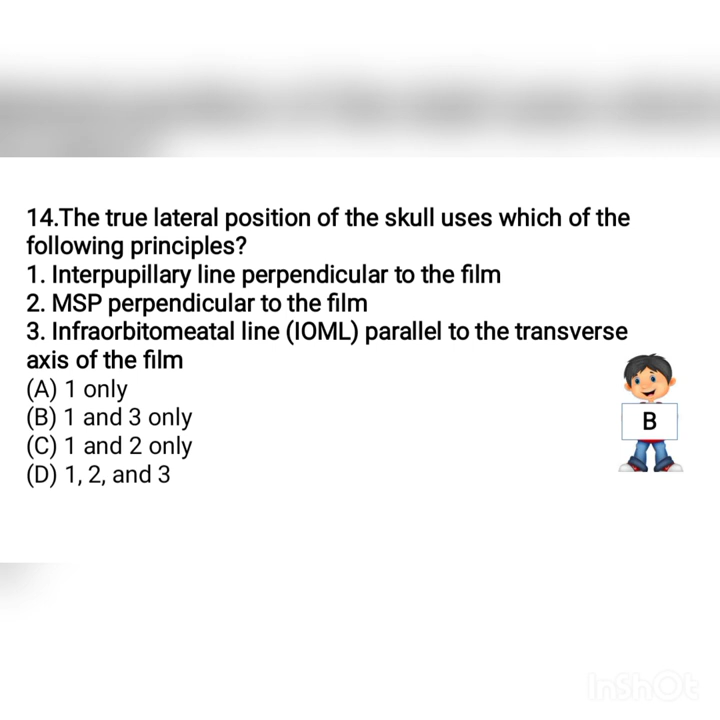 14.The true lateral position of the skull uses which of the
following principles?
1. Interpupillary line perpendicular to the film
2. MSP perpendicular to the film
3. Infraorbitomeatal line (IOML) parallel to the transverse
axis of the film
(A) 1 only
(B) 1 and 3 only
(C) 1 and 2 only
(D) 1, 2, and 3
B
InShOt